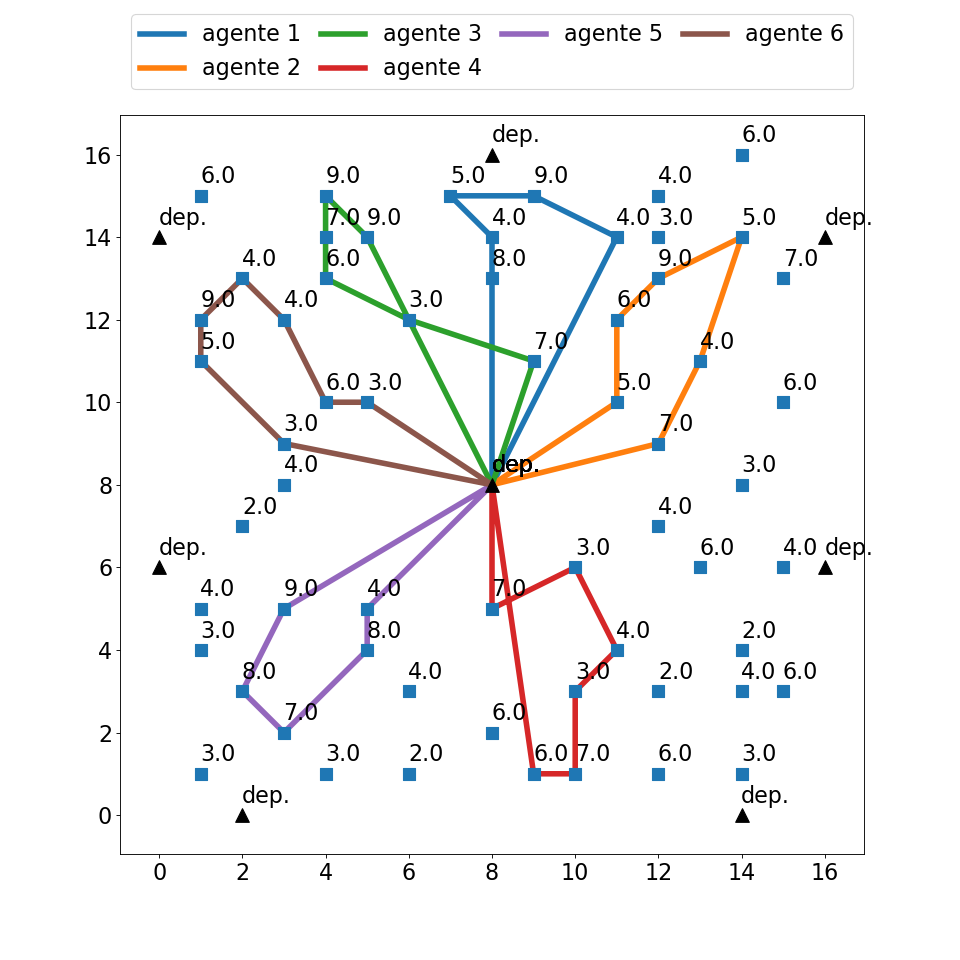 agente 1 agente 3 agente 5 agente 6
agente 2 agente 4
dep. 6.0
16
6.0 9.0 5.0 9.0 4.0
dep. 7.0 9.0 4.0 4.0 3.0 5.0 dep.
14
4.0 6.0 8.0 9.0 7.0
9.0 4.0 3.0 6.0
12
5.0 7.0 4.0
6.0 3.0 5.0 6.0
10
3.0 7.0
4.0 dep. dep. 3.0
8
2.0 4.0
dep. 3.0 6.0 4.0 dep.
6
4.0 9.0 4.0 7.0
3.0 8.0 4.0 2.0
4
8.0 4.0 3.0 2.0 4.0 6.0
7.0 6.0
2
3.0 3.0 2.0 6.0 7.0 6.0 3.0
dep. dep.
0
0 2 4 6 8 10 12 14 16